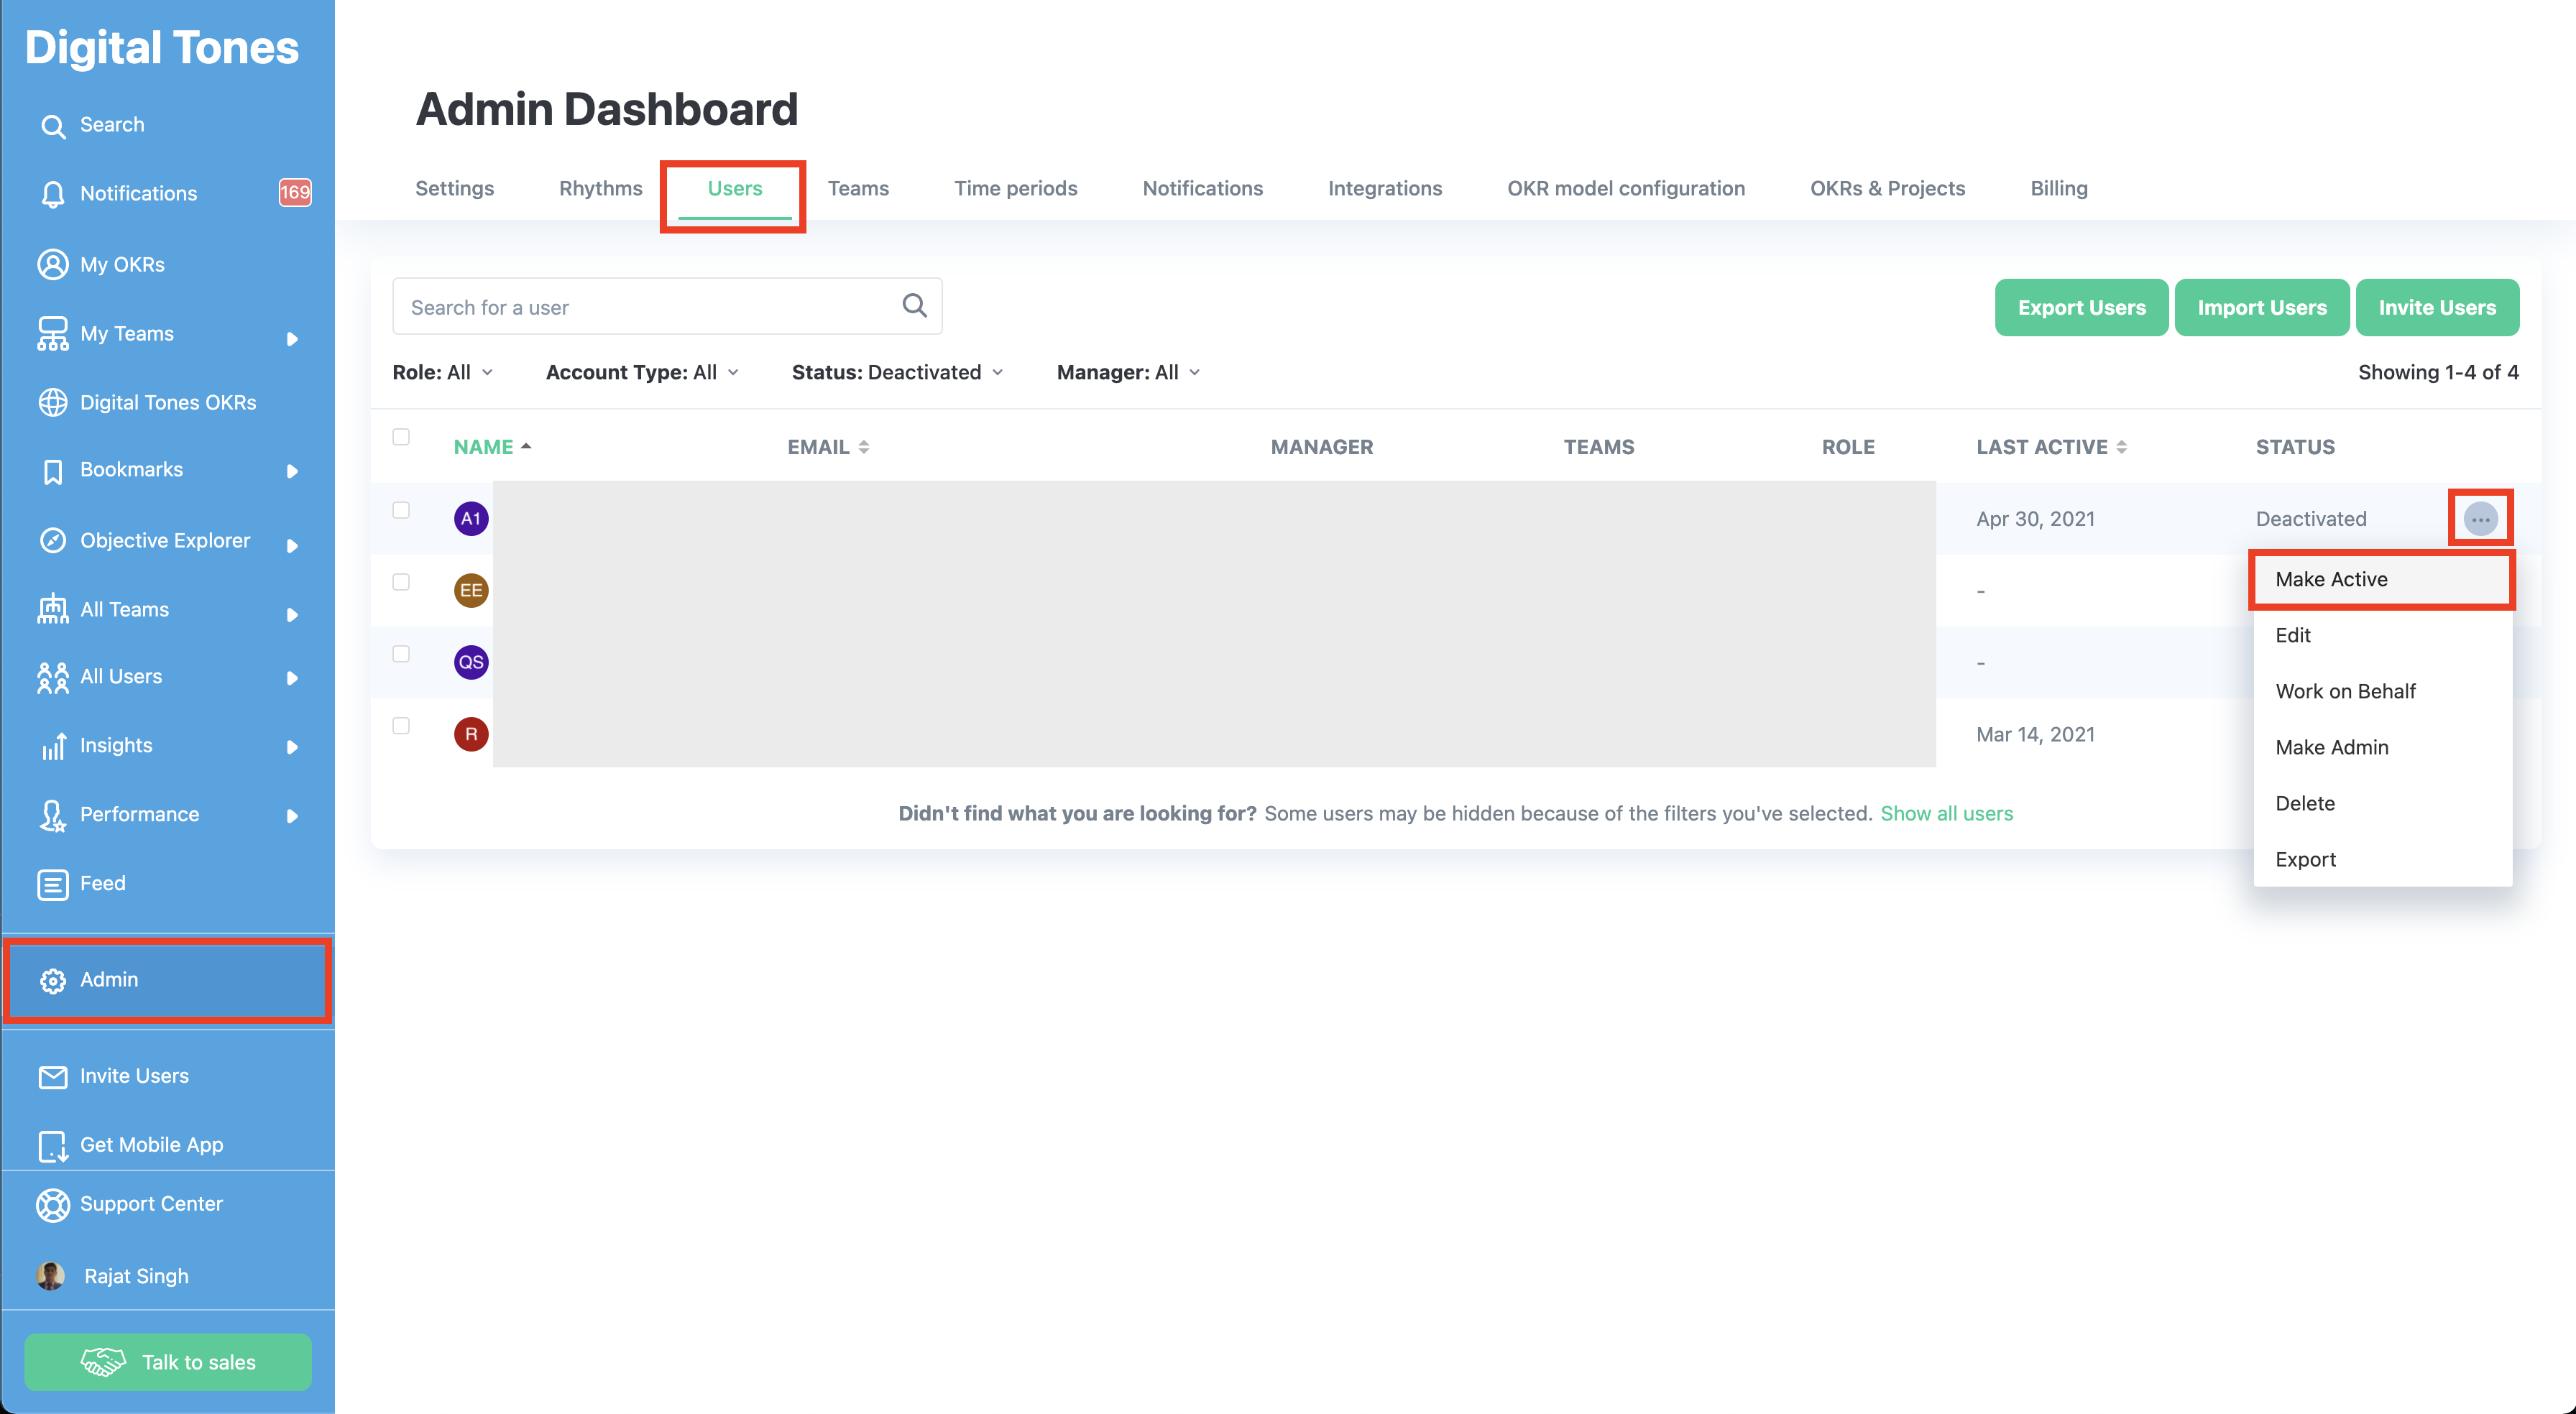 Digital Tones
Search
Notifications 169
My OKRs
My Teams
Digital Tones OKRs
Bookmarks
Objective Explorer
All Teams
All Users
Insights
Performance
Feed
Admin
Invite Users
Get Mobile App
Support Center
Rajat Singh
Talk to sales
Admin Dashboard
Settings Rhythms Users Teams Time periods Notifications Integrations OKR model configuration OKRs & Projects Billing
Search for a user
Export Users Import Users Invite Users
Role: All Account Type: All Status: Deactivated Manager: All Showing 1-4 of 4
NAME EMAIL MANAGER TEAMS ROLE LAST ACTIVE STATUS
A1 Apr 30, 2021 Deactivated
EE -
QS -
R Mar 14, 2021
Make Active
Edit
Work on Behalf
Make Admin
Delete
Export
Didn't find what you are looking for? Some users may be hidden because of the filters you've selected. Show all users